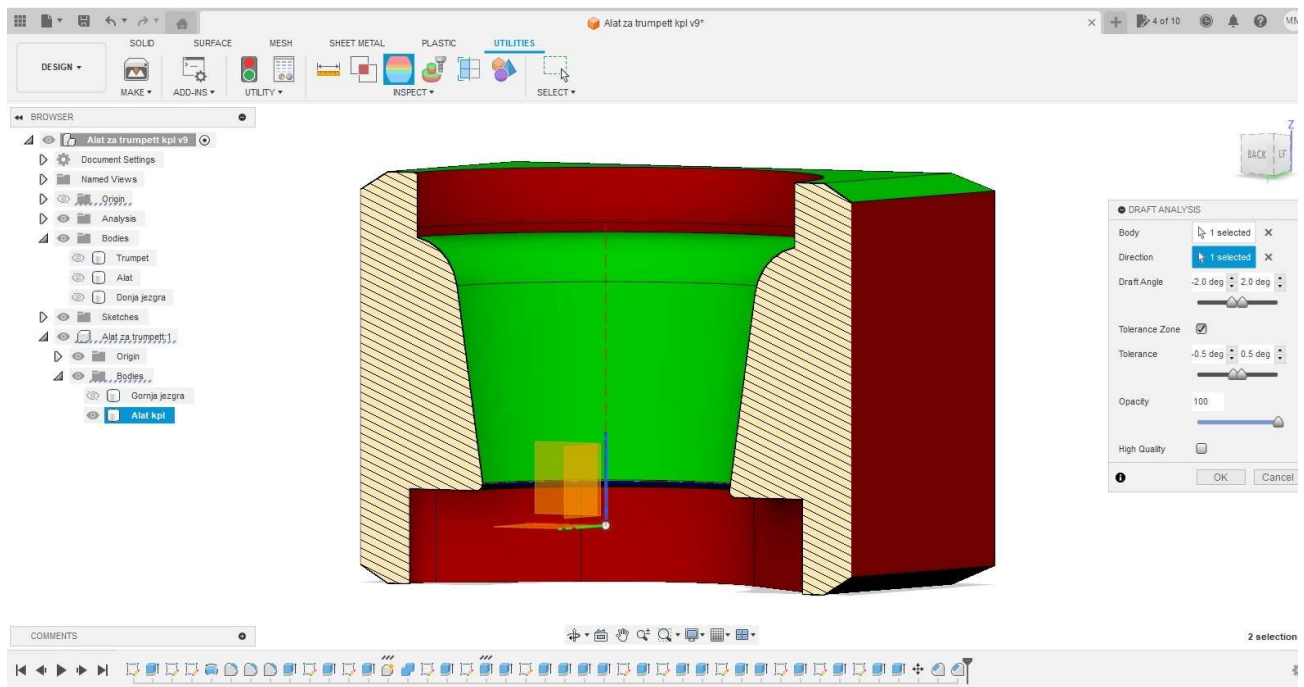 Alat za trumpett kpl v9*
4 of 10
MM
SOLID SURFACE MESH SHEET METAL PLASTIC UTILITIES
DESIGN
MAKE ADD-INS UTILITY INSPECT SELECT
BROWSER
Alat za trumpett kpl v9
Document Settings
Named Views
Origin
Analysis
Bodies
Trumpet
Alat
Donja jezgra
Sketches
Alat za trumpett:1
Origin
Bodies
Gornja jezgra
Alat kpl
Z
BACK
DRAFT ANALYSIS
Body 1 selected
Direction 1 selected
Draft Angle -2.0 deg 2.0 deg
Tolerance Zone
Tolerance -0.5 deg 0.5 deg
Opacity 100
High Quality
OK Cancel
COMMENTS
2 selection